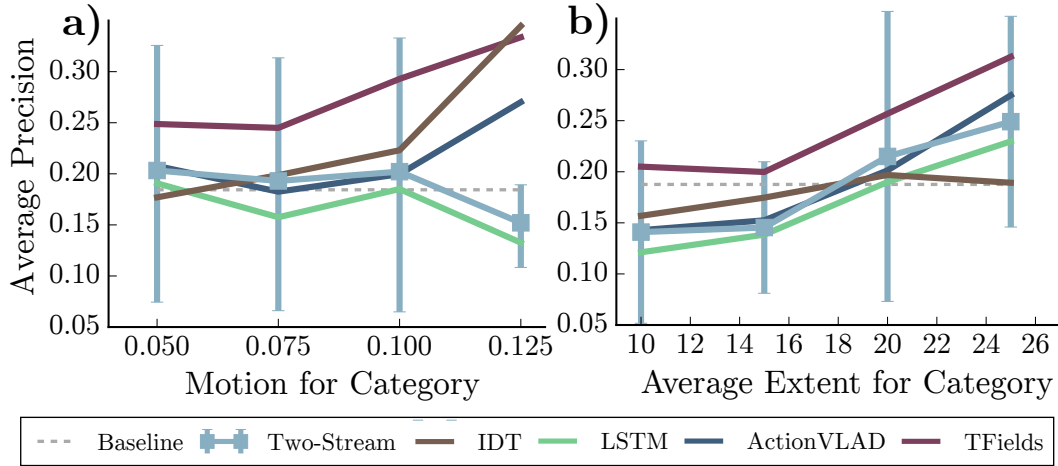 a)
b)
Average Precision
0.30
0.25
0.20
0.15
0.10
0.05
0.050 0.075 0.100 0.125
Motion for Category
0.30
0.25
0.20
0.15
0.10
0.05
10 12 14 16 18 20 22 24 26
Average Extent for Category
Baseline Two-Stream IDT LSTM ActionVLAD TFields